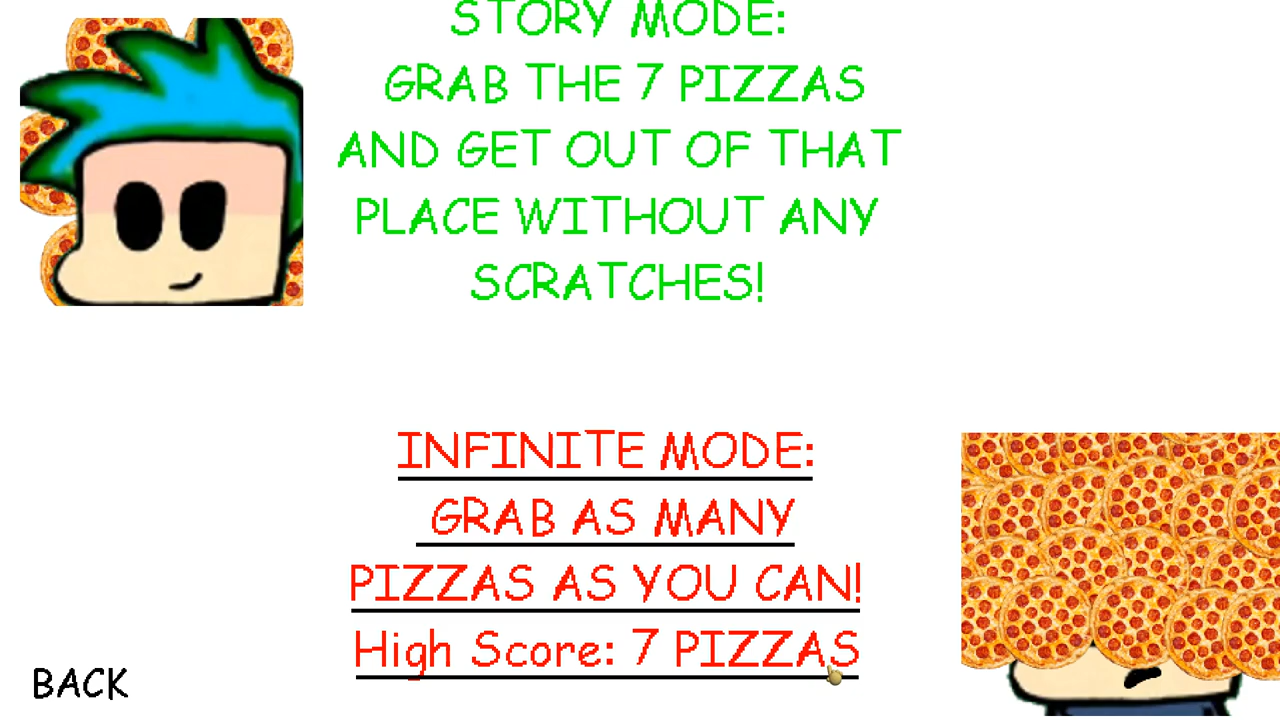 STORY MODE:
GRAB THE 7 PIZZAS
AND GET OUT OF THAT
PLACE WITHOUT ANY
SCRATCHES!
INFINITE MODE:
GRAB AS MANY
PIZZAS AS YOU CAN!
High Score: 7 PIZZAS
BACK